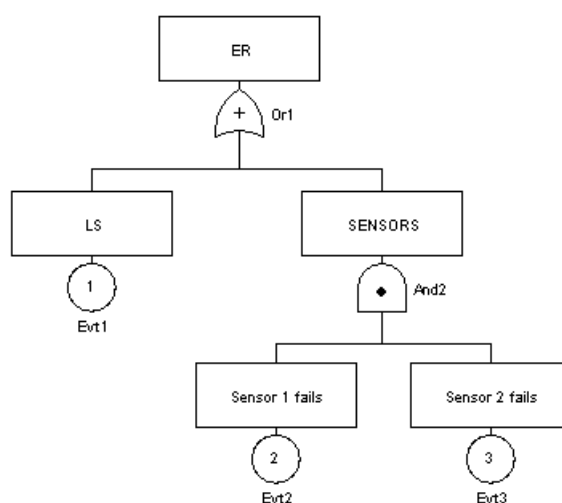 ER
+
Or1
LS
SENSORS
1
And2
Evt1
Sensor 1 fails
Sensor 2 fails
2
3
Evt2
Evt3